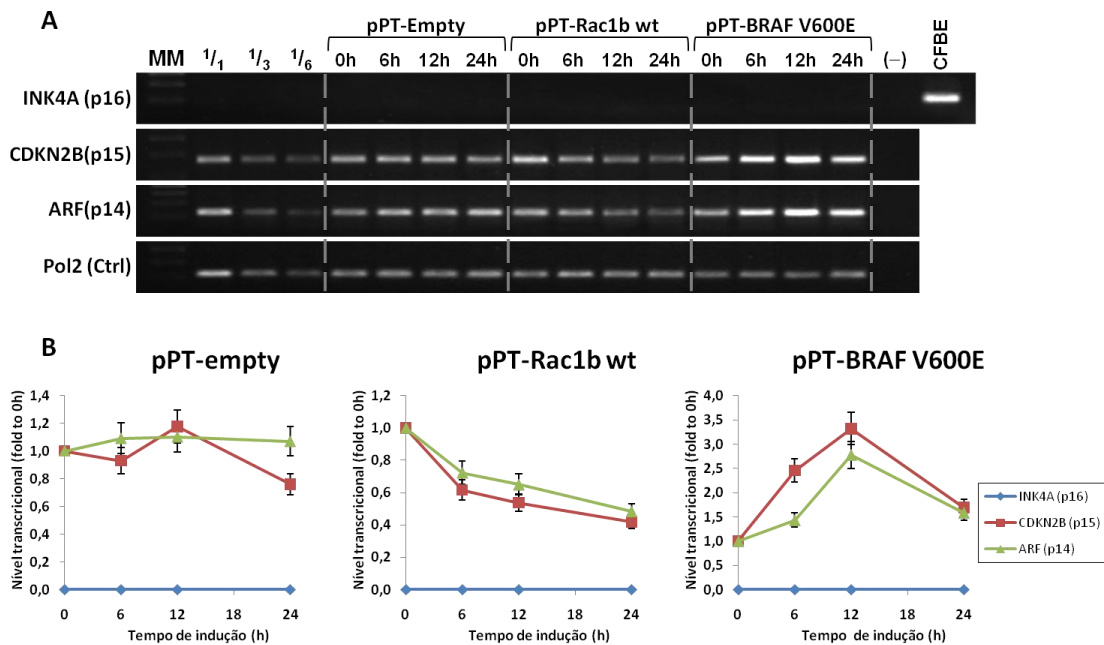 A
pPT-Empty pPT-Rac1b wt pPT-BRAF V600E
MM 1/1 1/3 1/6 0h 6h 12h 24h 0h 6h 12h 24h 0h 6h 12h 24h (–) CFBE
INK4A (p16)
CDKN2B(p15)
ARF(p14)
Pol2 (Ctrl)
B
pPT-empty
Nível transcricional (fold to 0h)
1,4
1,2
1,0
0,8
0,6
0,4
0,2
0,0
0 6 12 24
Tempo de indução (h)
pPT-Rac1b wt
Nível transcricional (fold to 0h)
1,2
1,0
0,8
0,6
0,4
0,2
0,0
0 6 12 24
Tempo de indução (h)
pPT-BRAF V600E
Nível transcricional (fold to 0h)
4,0
3,5
3,0
2,5
2,0
1,5
1,0
0,5
0,0
0 6 12 24
Tempo de indução (h)
INK4A (p16)
CDKN2B (p15)
ARF (p14)